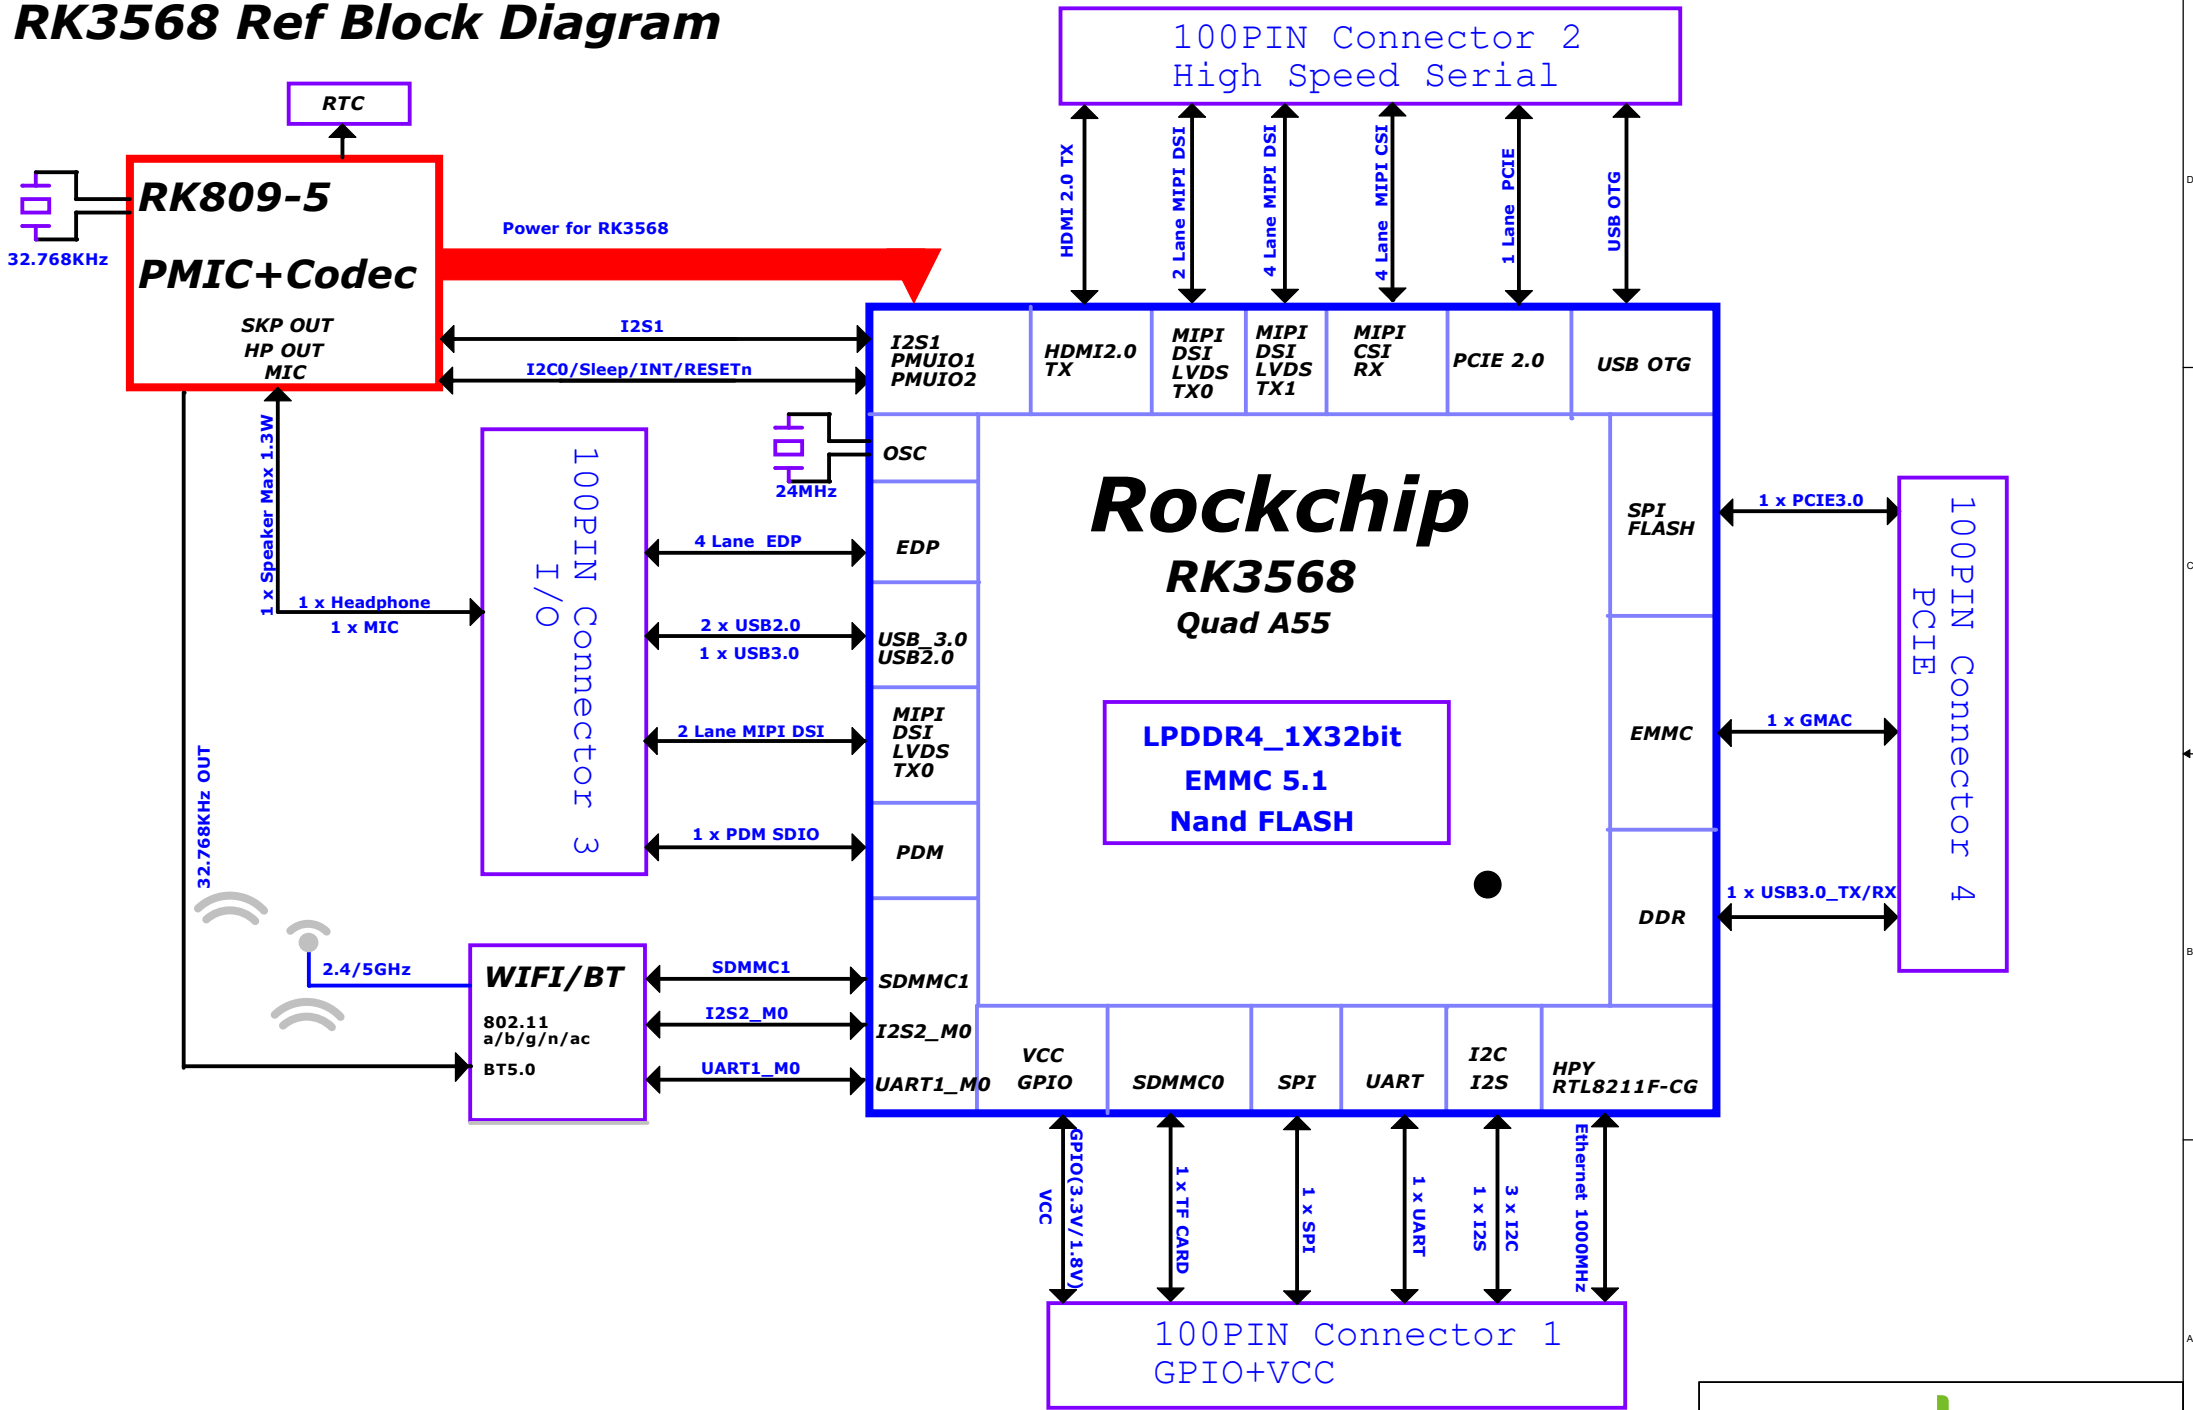 RK3568 Ref Block Diagram
100PIN Connector 2
High Speed Serial
RTC
RK809-5
PMIC+Codec
SKP OUT
HP OUT
MIC
32.768KHz
Power for RK3568
I2S1
I2C0/Sleep/INT/RESETn
HDMI 2.0 TX
2 Lane MIPI DSI
4 Lane MIPI DSI
4 Lane  MIPI CSI
1 Lane  PCIE
USB OTG
I2S1
PMUIO1
PMUIO2
HDMI2.0
TX
MIPI
DSI
LVDS
TX0
MIPI
DSI
LVDS
TX1
MIPI
CSI
RX
PCIE 2.0
USB OTG
OSC
24MHz
1 x Speaker Max 1.3W
1 x Headphone
1 x MIC
100PIN Connector 3
I/O
4 Lane  EDP
EDP
2 x USB2.0
1 x USB3.0
USB_3.0
USB2.0
2 Lane MIPI DSI
MIPI
DSI
LVDS
TX0
1 x PDM SDIO
PDM
Rockchip
RK3568
Quad A55
LPDDR4_1X32bit
EMMC 5.1
Nand FLASH
SPI
FLASH
EMMC
DDR
1 x PCIE3.0
1 x GMAC
1 x USB3.0_TX/RX
100PIN Connector 4
PCIE
32.768KHz OUT
2.4/5GHz
WIFI/BT
802.11
a/b/g/n/ac
BT5.0
SDMMC1
I2S2_M0
UART1_M0
SDMMC1
I2S2_M0
UART1_M0
VCC
GPIO
SDMMC0
SPI
UART
I2C
I2S
HPY
RTL8211F-CG
GPIO(3.3V/1.8V)
VCC
1 x TF CARD
1 x SPI
1 x UART
3 x I2C
1 x I2S
Ethernet 1000MHz
100PIN Connector 1
GPIO+VCC
D
C
B
A